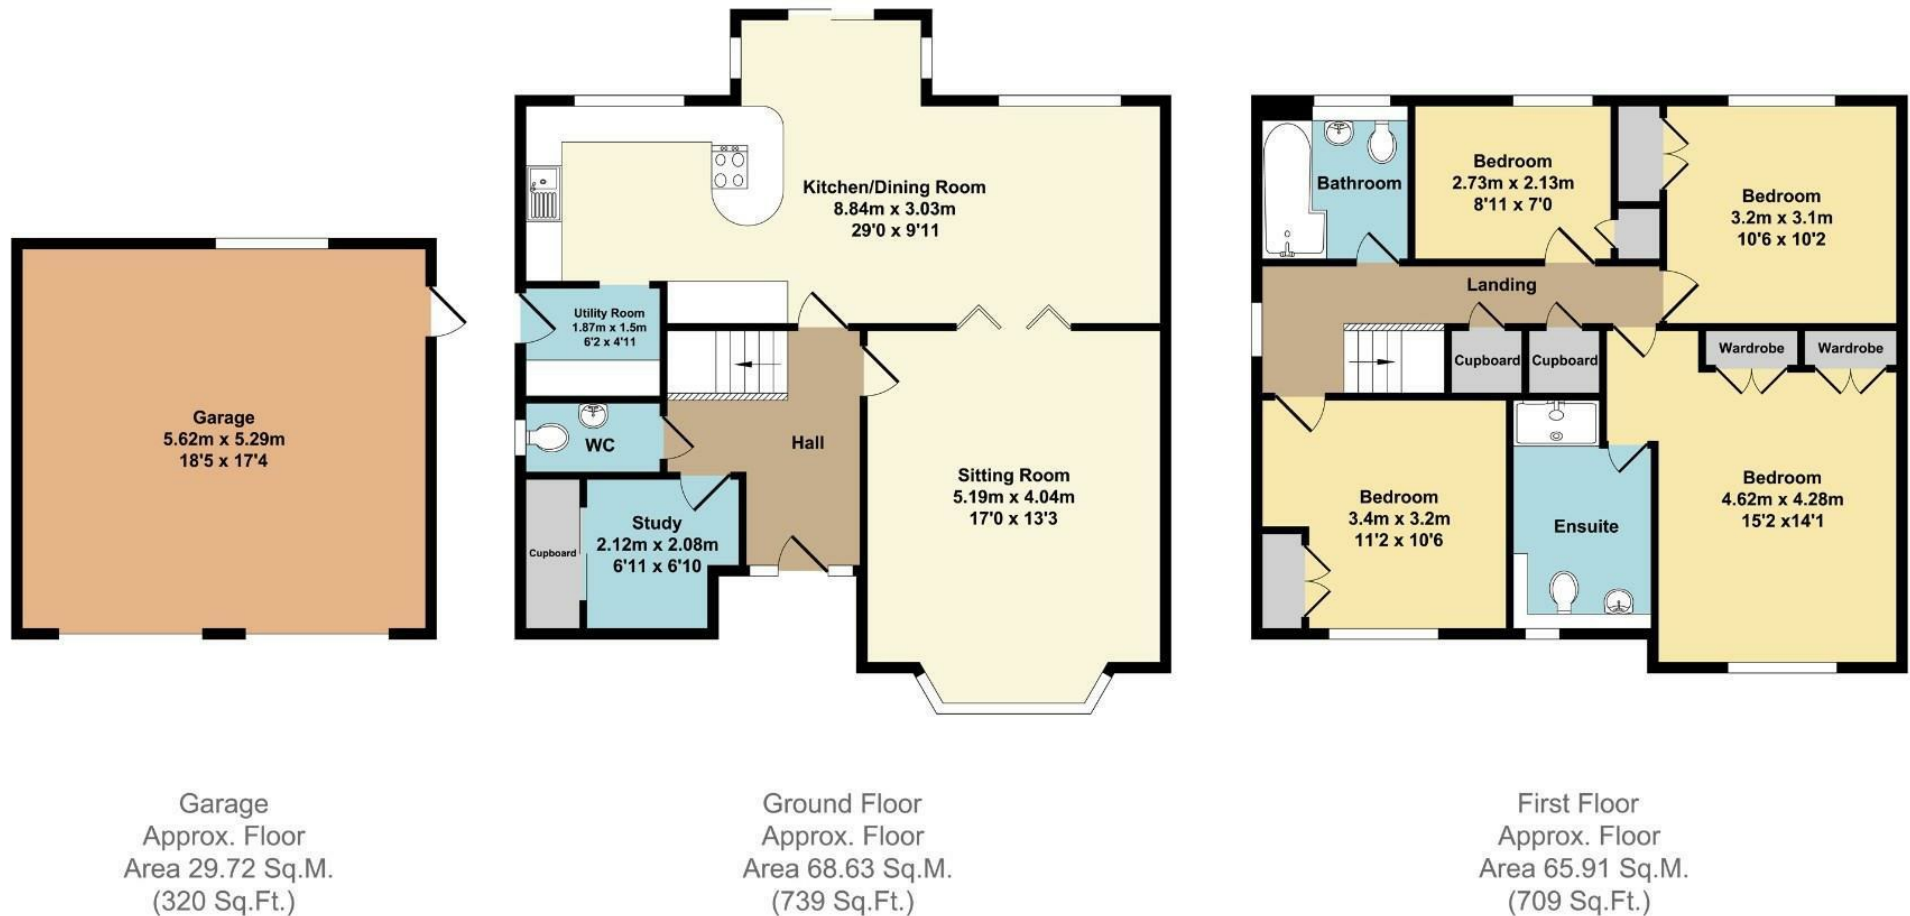 Garage
5.62m x 5.29m
18'5 x 17'4
Kitchen/Dining Room
8.84m x 3.03m
29'0 x 9'11
Utility Room
1.87m x 1.5m
6'2 x 4'11
WC
Hall
Cupboard
Study
2.12m x 2.08m
6'11 x 6'10
Sitting Room
5.19m x 4.04m
17'0 x 13'3
Bathroom
Bedroom
2.73m x 2.13m
8'11 x 7'0
Bedroom
3.2m x 3.1m
10'6 x 10'2
Landing
Cupboard
Cupboard
Wardrobe
Wardrobe
Bedroom
3.4m x 3.2m
11'2 x 10'6
Ensuite
Bedroom
4.62m x 4.28m
15'2 x14'1
Garage
Approx. Floor
Area 29.72 Sq.M.
(320 Sq.Ft.)
Ground Floor
Approx. Floor
Area 68.63 Sq.M.
(739 Sq.Ft.)
First Floor
Approx. Floor
Area 65.91 Sq.M.
(709 Sq.Ft.)